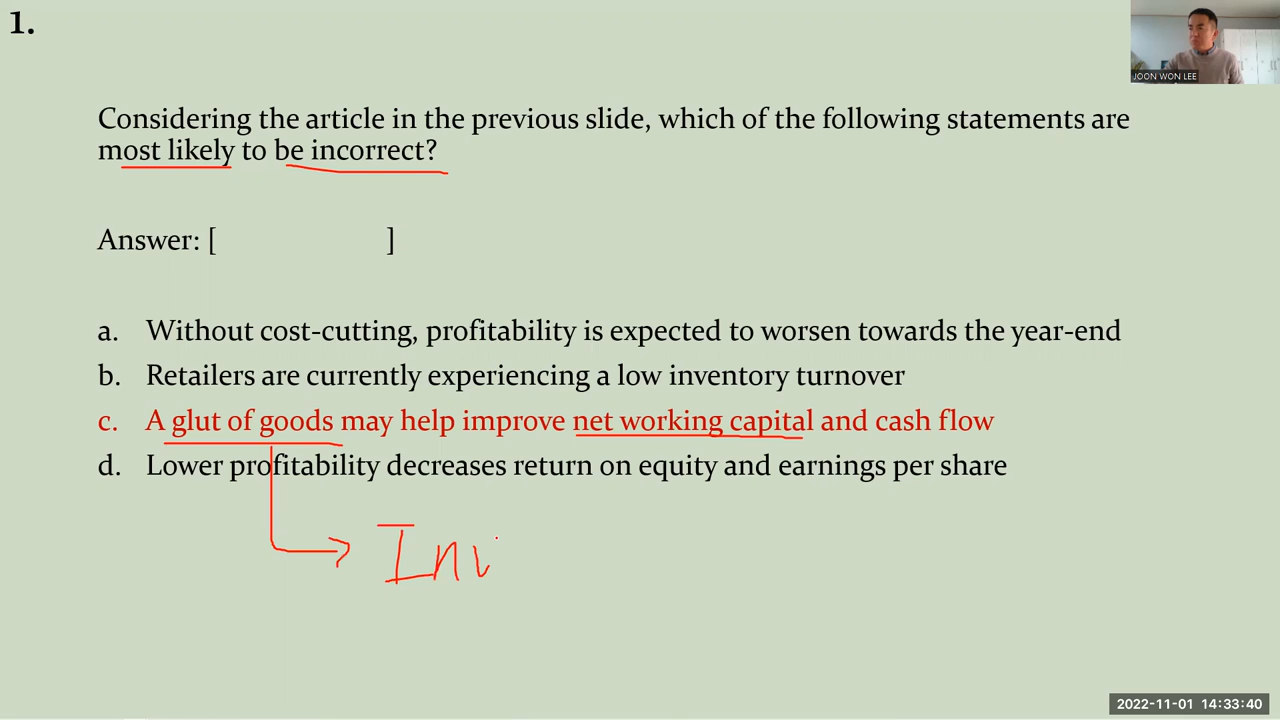 1.
JOON WON LEE
Considering the article in the previous slide, which of the following statements are
most likely to be incorrect?
Answer: [ ]
a. Without cost-cutting, profitability is expected to worsen towards the year-end
b. Retailers are currently experiencing a low inventory turnover
c. A glut of goods may help improve net working capital and cash flow
d. Lower profitability decreases return on equity and earnings per share
Inv
2022-11-01 14:33:40